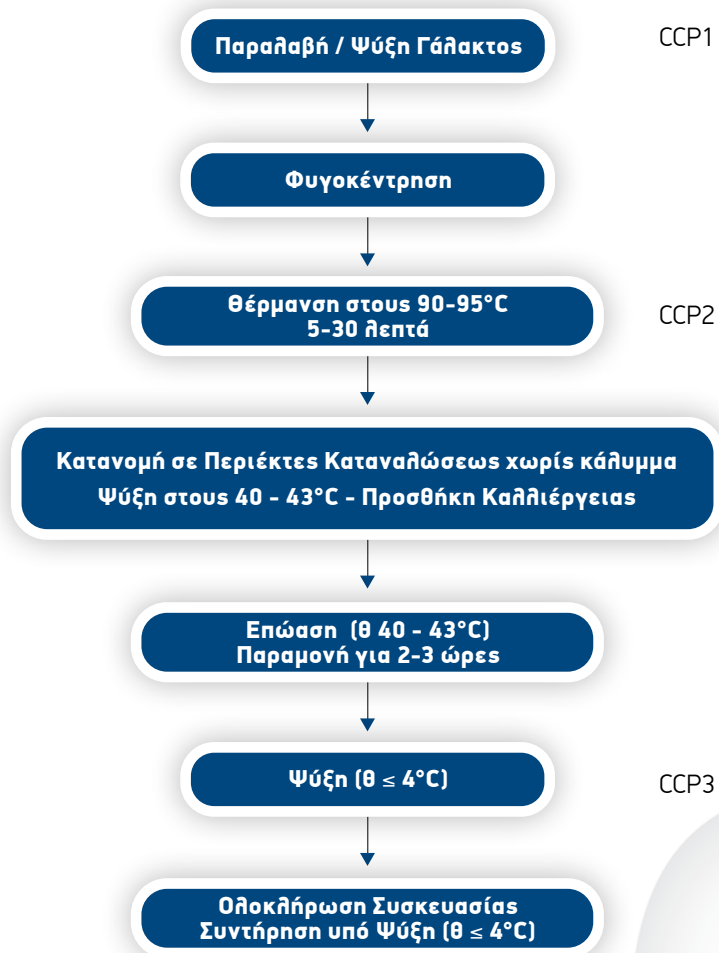 Παραλαβή / Ψύξη Γάλακτος
CCP1
Φυγοκέντρηση
Θέρμανση στους 90-95°C
5-30 λεπτά
CCP2
Κατανομή σε Περιέκτες Καταναλώσεως χωρίς κάλυμμα
Ψύξη στους 40 - 43°C - Προσθήκη Καλλιέργειας
Επώαση (θ 40 - 43°C)
Παραμονή για 2-3 ώρες
Ψύξη (θ ≤ 4°C)
CCP3
Ολοκλήρωση Συσκευασίας
Συντήρηση υπό Ψύξη (θ ≤ 4°C)